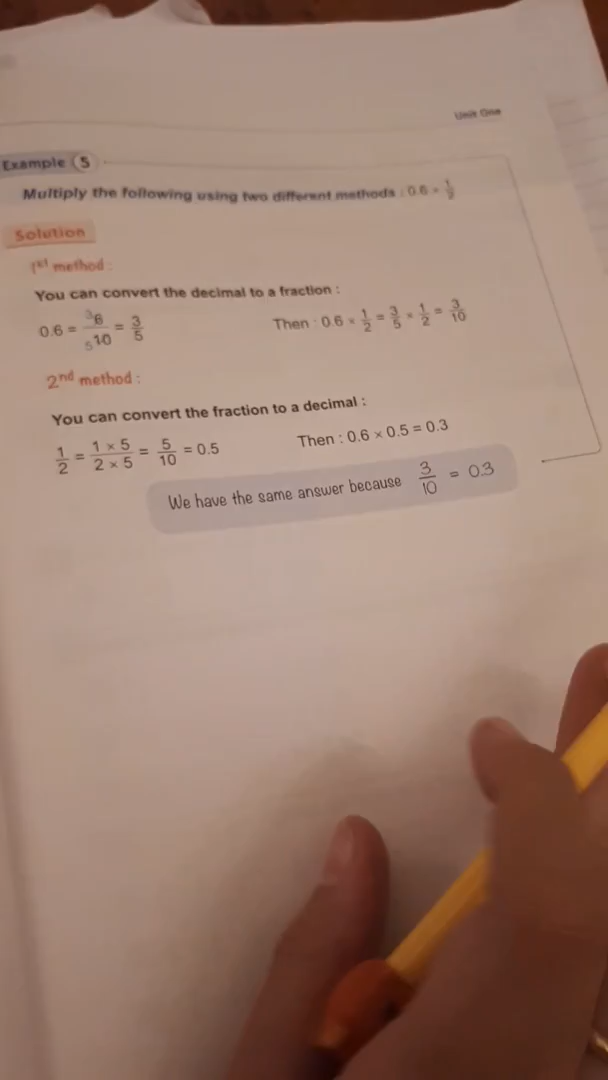 Unit One
Example 5
Multiply the following using two different methods : 0.6 × 1/2
Solution
1st method :
You can convert the decimal to a fraction :
0.6 = 3 6 / 5 10 = 3/5 Then : 0.6 × 1/2 = 3/5 × 1/2 = 3/10
2nd method :
You can convert the fraction to a decimal :
1/2 = 1 × 5 / 2 × 5 = 5/10 = 0.5 Then : 0.6 × 0.5 = 0.3
We have the same answer because 3/10 = 0.3